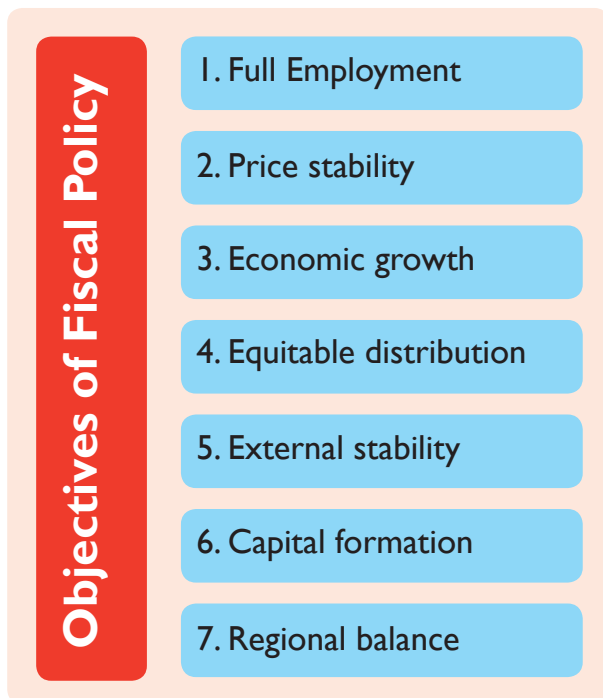 Objectives of Fiscal Policy
1. Full Employment
2. Price stability
3. Economic growth
4. Equitable distribution
5. External stability
6. Capital formation
7. Regional balance